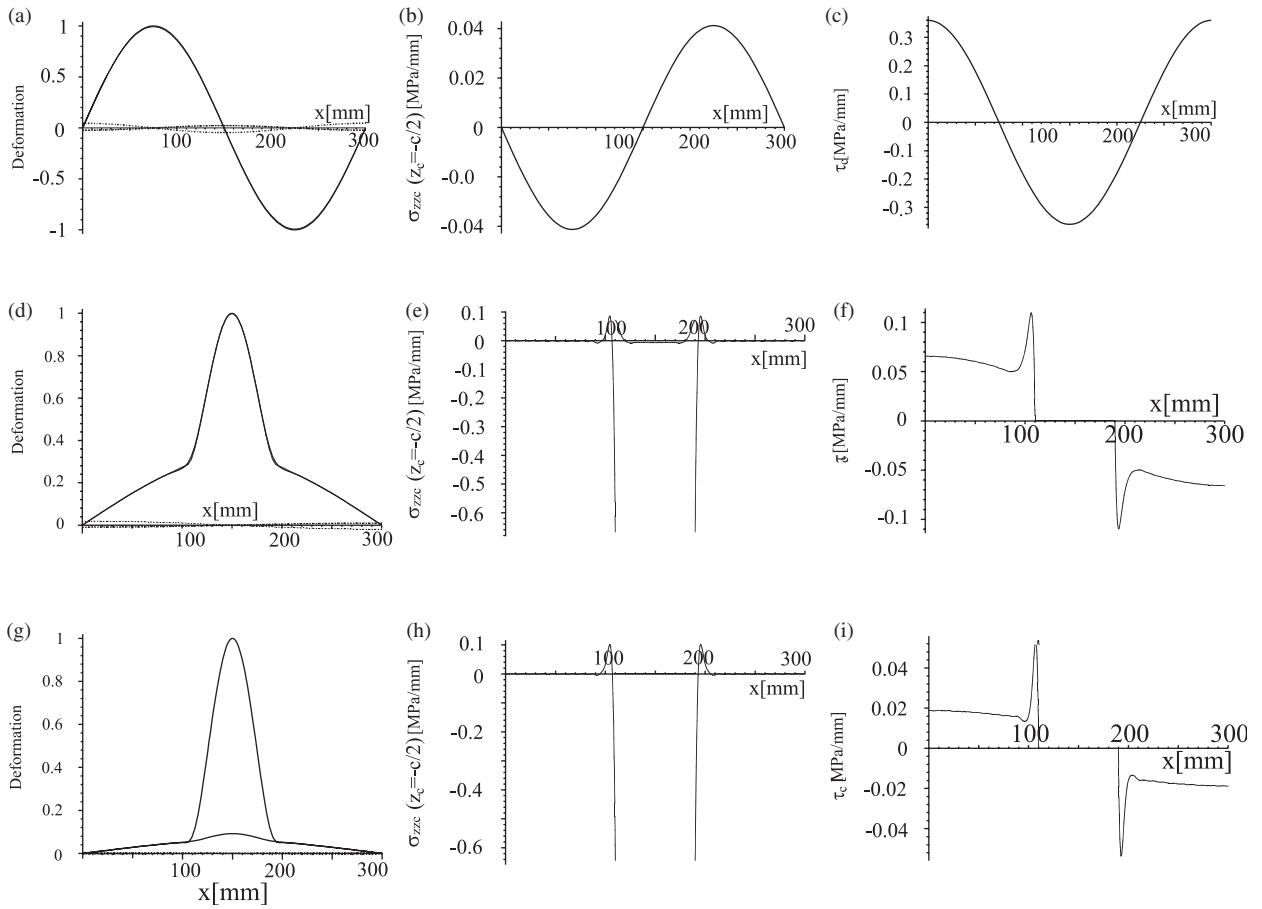 (a)
Deformation
1
0.5
0
-0.5
-1
x[mm]
100
200
300
(b)
σzzc (zc=-c/2) [MPa/mm]
0.04
0.02
0
-0.0
-0.04
x[mm]
100
200
300
(c)
τd[MPa/mm]
0.3
0.2
0.1
0
-0.1
-0.2
-0.3
x[mm]
100
200
300
(d)
Deformation
1
0.8
0.6
0.4
0.2
0
x[mm]
100
200
300
(e)
σzzc (zc=-c/2) [MPa/mm]
0.1
0
-0.1
-0.2
-0.3
-0.4
-0.5
-0.6
100
200
300
x[mm]
(f)
[MPa/mm]
0.1
0.05
0
-0.05
-0.1
x[mm]
100
200
300
(g)
Deformation
1
0.8
0.6
0.4
0.2
0
100
200
300
x[mm]
(h)
σzzc (zc=-c/2) [MPa/mm]
0.1
0
-0.2
-0.4
-0.6
100
200
300
x[mm]
(i)
τc[MPa/mm]
0.04
0.02
0
-0.02
-0.04
100
200
300
x[mm]